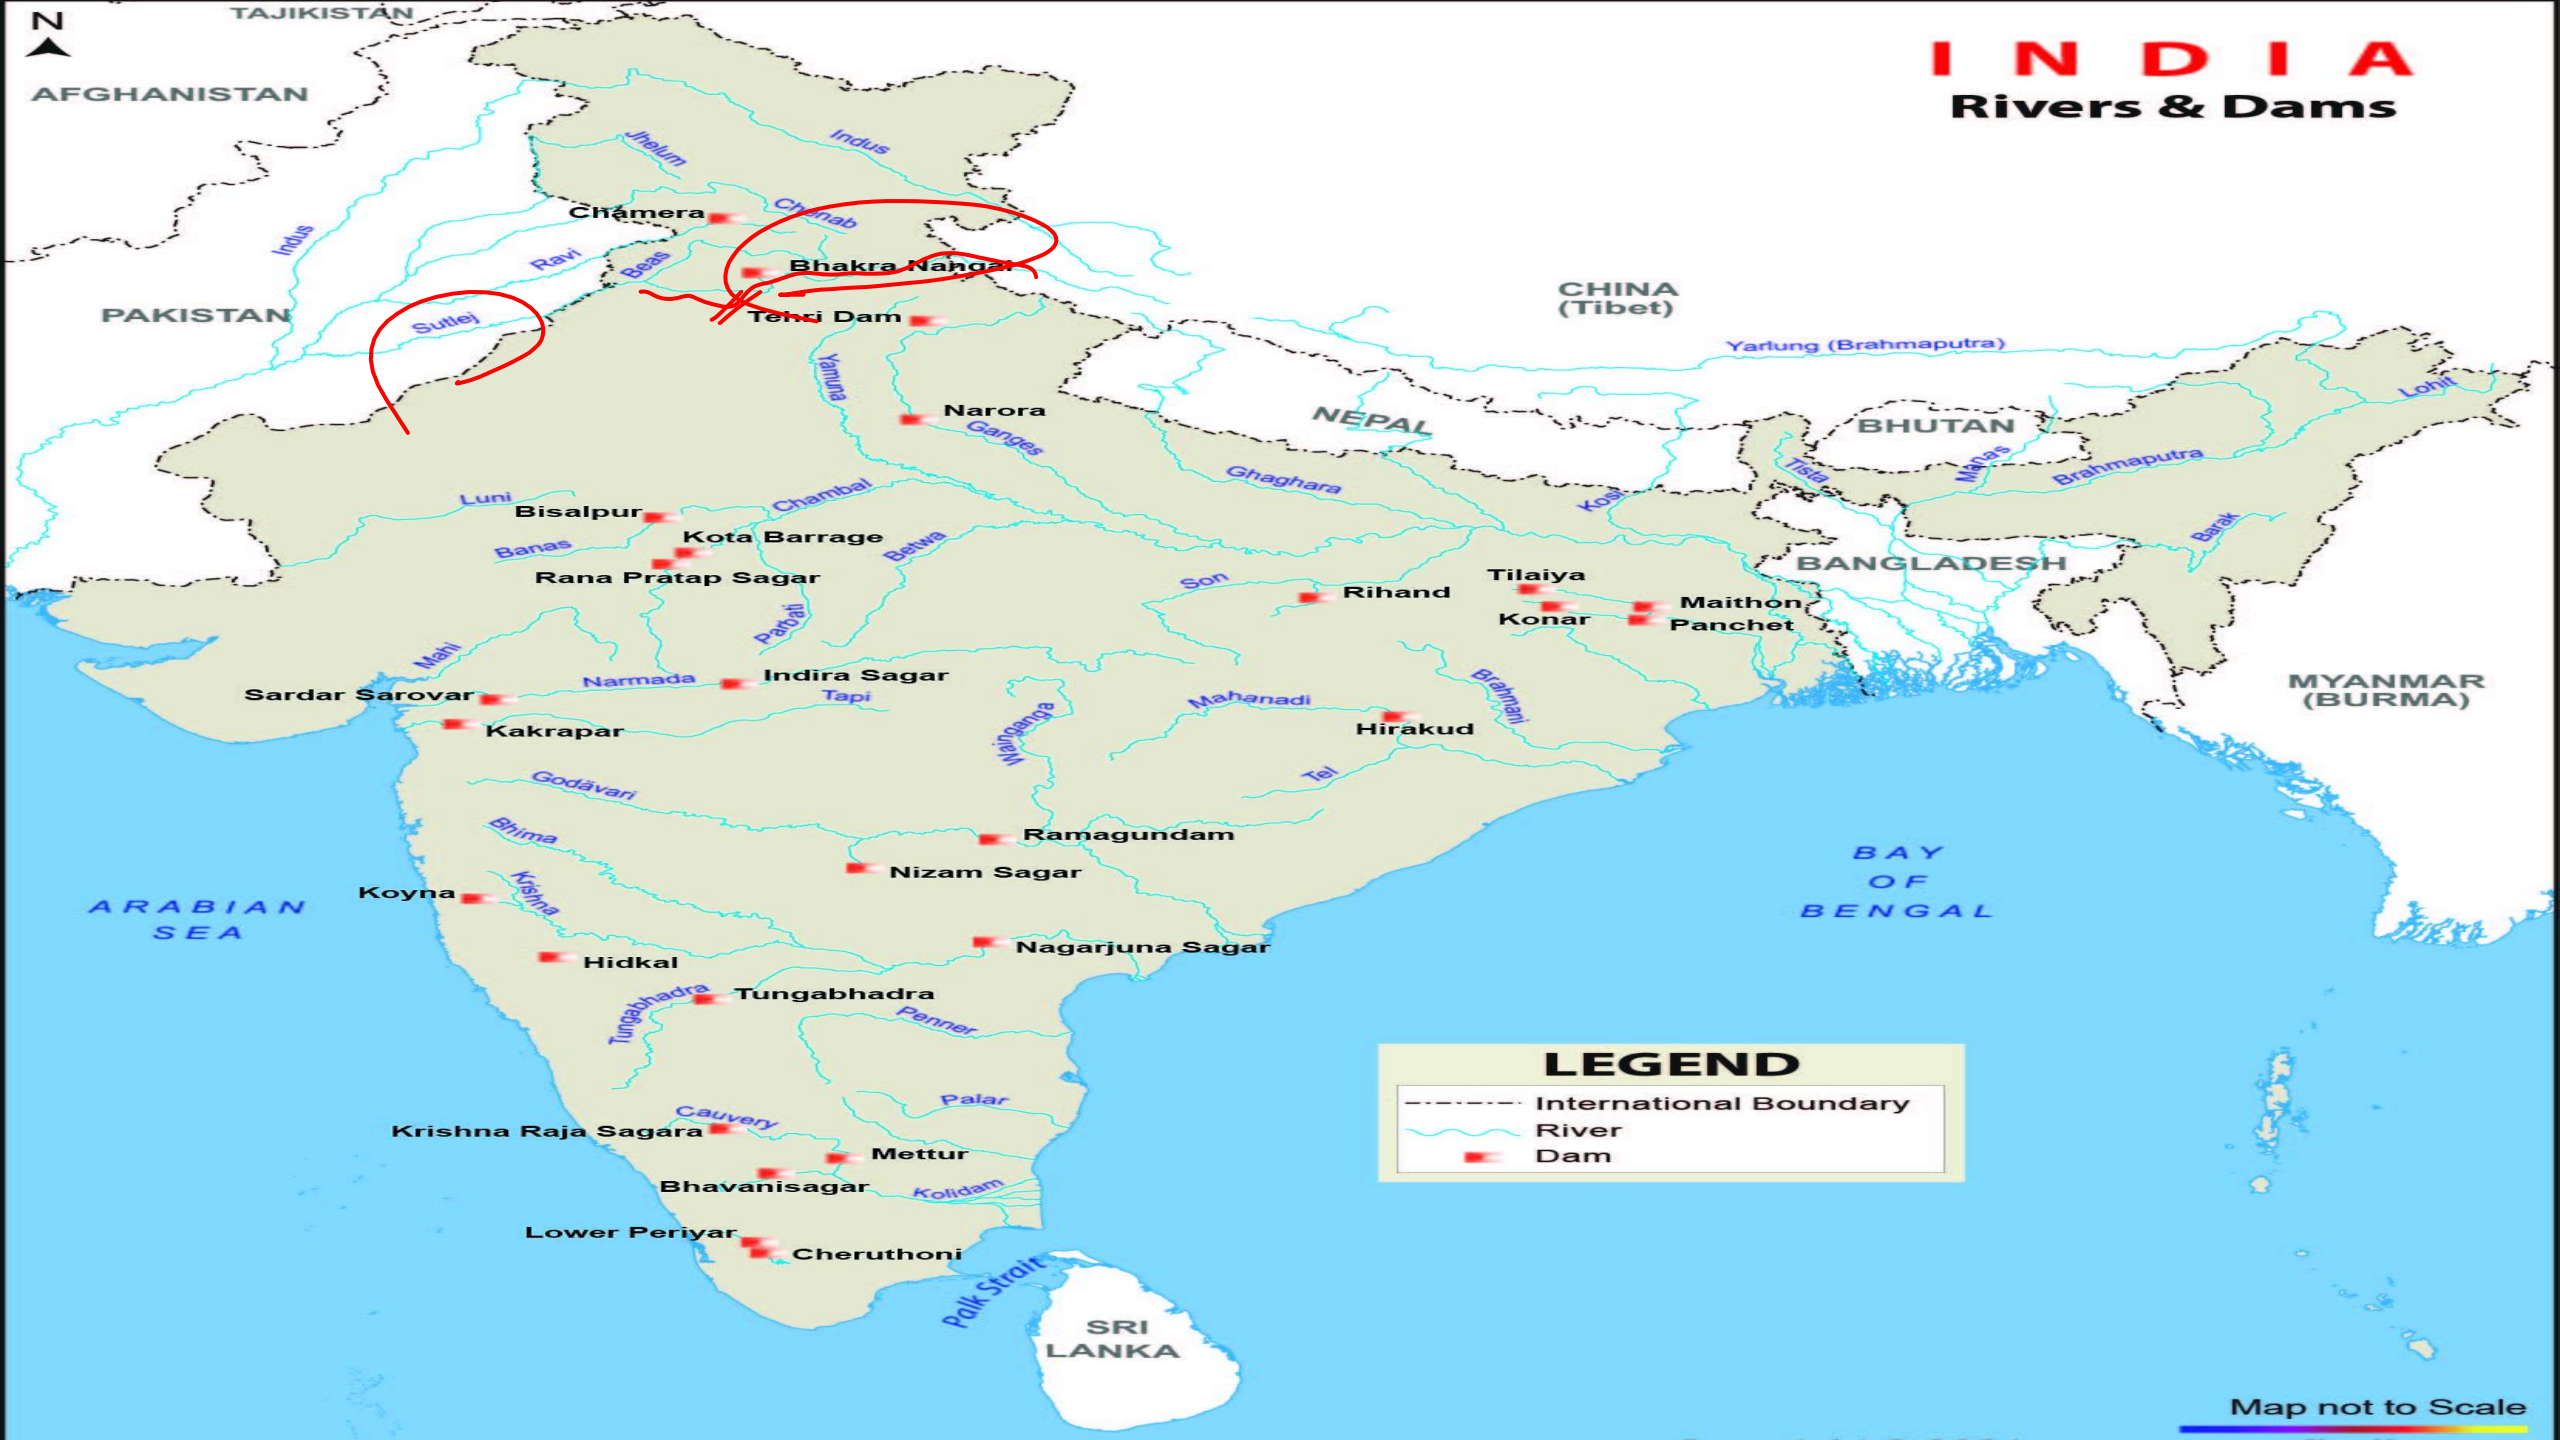 N
TAJIKISTAN
I N D I A
Rivers & Dams
AFGHANISTAN
Jhelum
Indus
Chamera
Chenab
Indus
Ravi
Beas
Bhakra Nangal
PAKISTAN
Sutlej
Tehri Dam
CHINA
(Tibet)
Yarlung (Brahmaputra)
Yamuna
Narora
Ganges
NEPAL
BHUTAN
Lohit
Luni
Bisalpur
Chambal
Ghaghara
Kosi
Tista
Manas
Brahmaputra
Banas
Kota Barrage
Betwa
Barak
Rana Pratap Sagar
Son
Rihand
Tilaiya
BANGLADESH
Maithon
Konar
Panchet
Parbati
Mahi
Narmada
Indira Sagar
Sardar Sarovar
Tapi
Kakrapar
Wainganga
Mahanadi
Brahmani
Hirakud
MYANMAR
(BURMA)
Godävari
Tel
Bhima
Ramagundam
Nizam Sagar
Koyna
Krishna
ARABIAN
SEA
BAY
OF
BENGAL
Hidkal
Nagarjuna Sagar
Tungabhadra
Tungabhadra
Penner
LEGEND
International Boundary
River
Dam
Palar
Cauvery
Krishna Raja Sagara
Mettur
Bhavanisagar
Kolidam
Lower Periyar
Cheruthoni
Palk Strait
SRI
LANKA
Map not to Scale